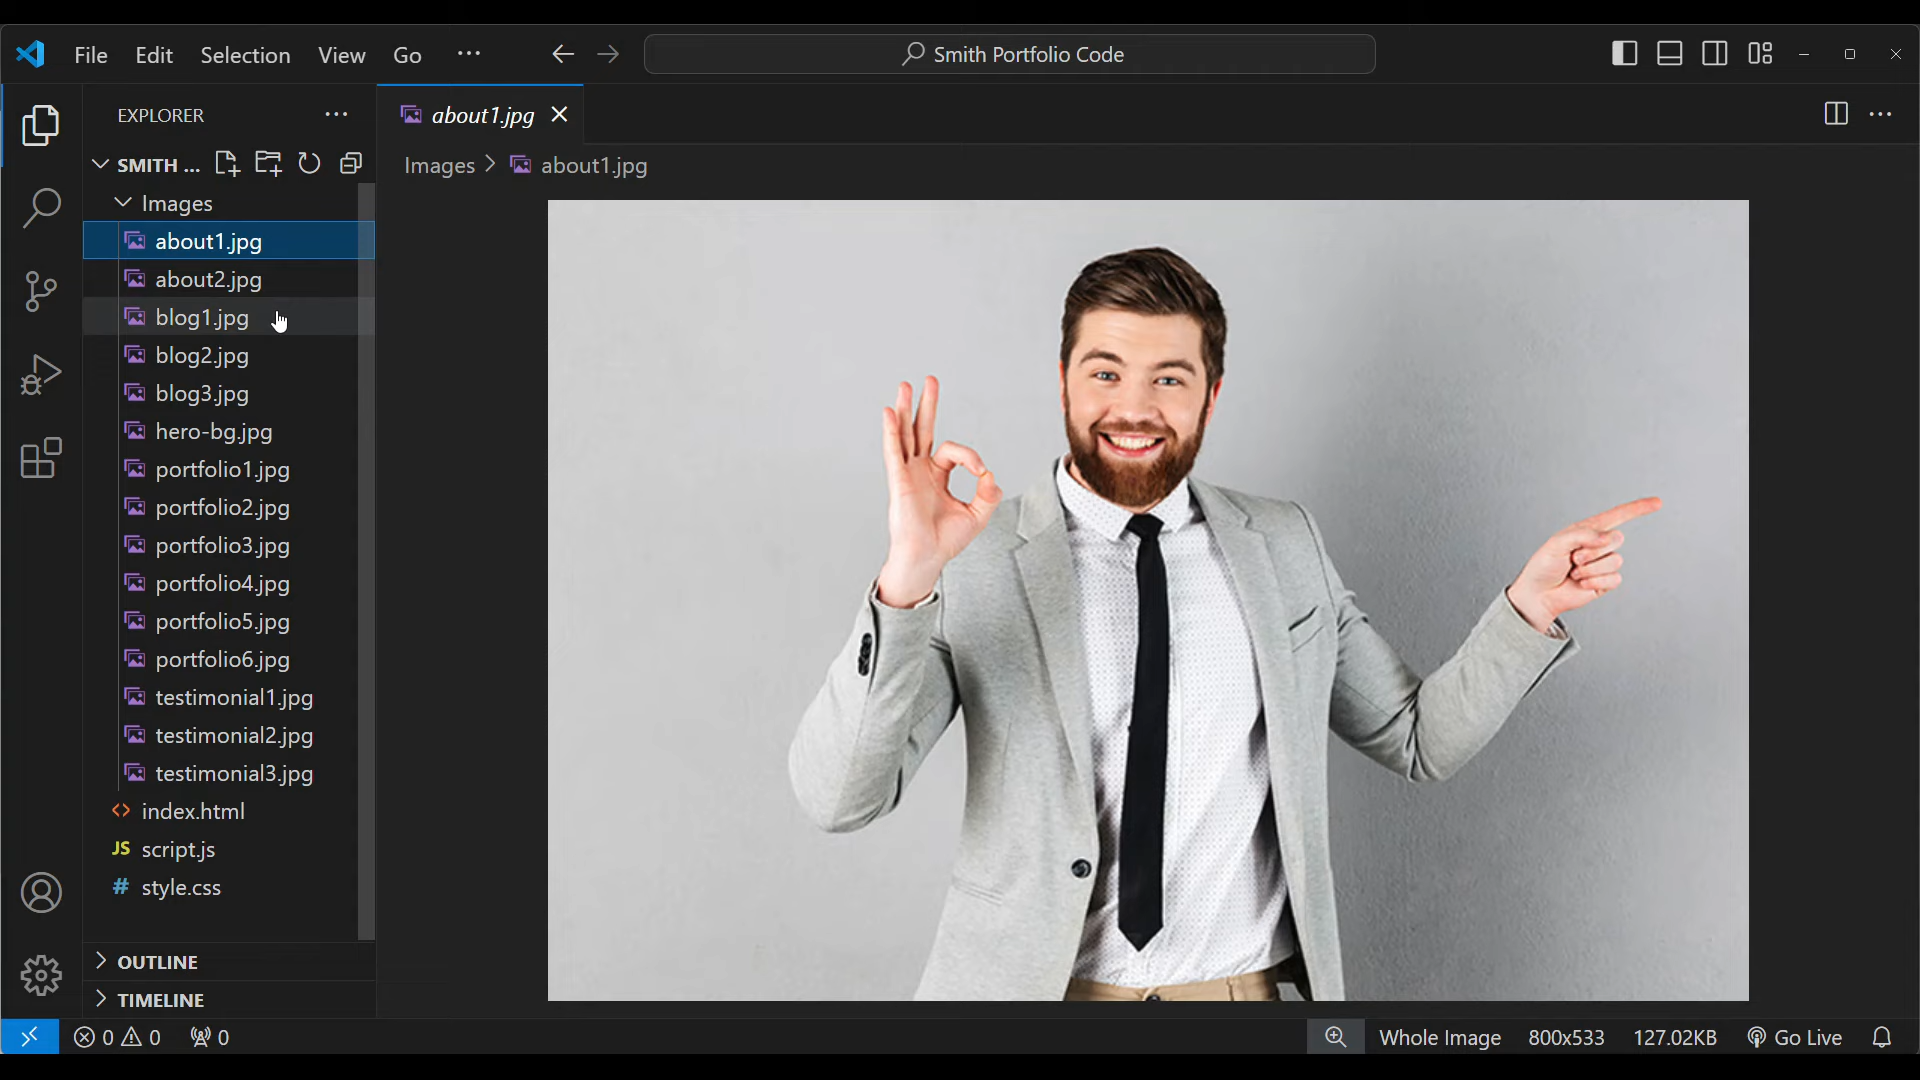 File Edit Selection View Go ···
Smith Portfolio Code
EXPLORER ···
SMITH ...
Images
about1.jpg
about2.jpg
blog1.jpg
blog2.jpg
blog3.jpg
hero-bg.jpg
portfolio1.jpg
portfolio2.jpg
portfolio3.jpg
portfolio4.jpg
portfolio5.jpg
portfolio6.jpg
testimonial1.jpg
testimonial2.jpg
testimonial3.jpg
<> index.html
JS script.js
# style.css
OUTLINE
TIMELINE
about1.jpg
Images > about1.jpg
0 0 0
Whole Image 800x533 127.02KB Go Live